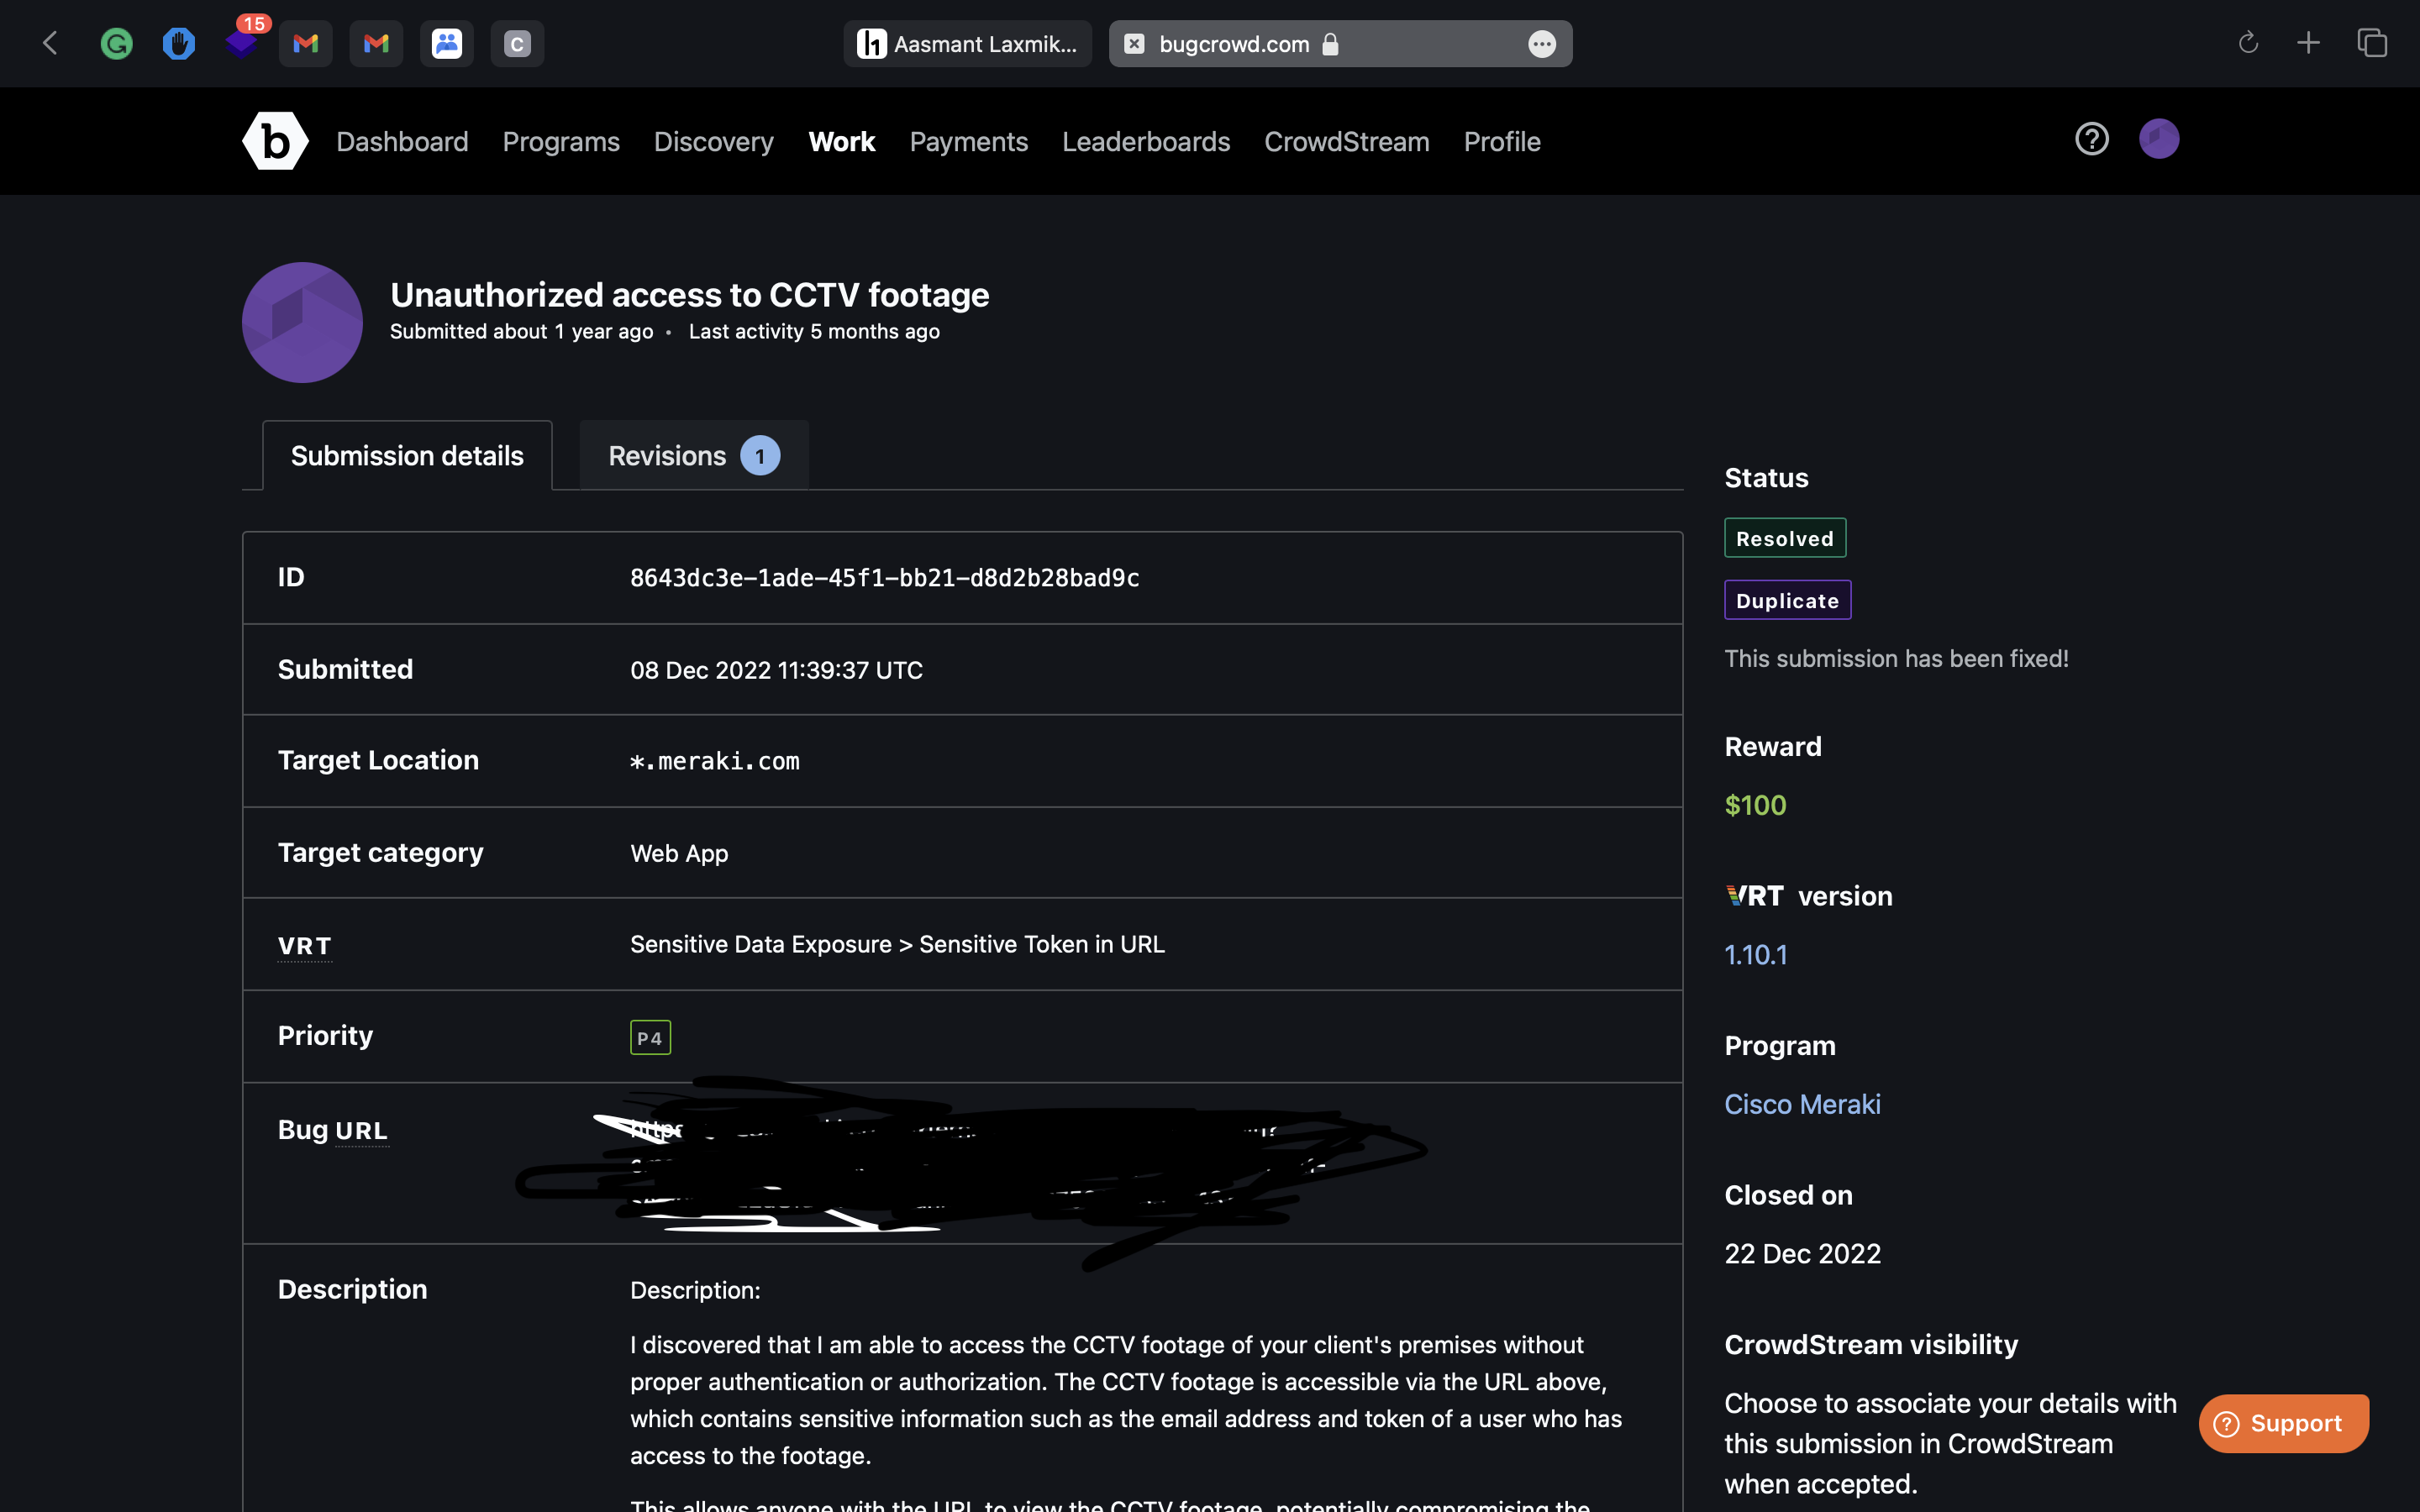 15
C
Aasmant Laxmik...
bugcrowd.com
b Dashboard Programs Discovery Work Payments Leaderboards CrowdStream Profile
Unauthorized access to CCTV footage
Submitted about 1 year ago • Last activity 5 months ago
Submission details
Revisions 1
ID 8643dc3e-1ade-45f1-bb21-d8d2b28bad9c
Submitted 08 Dec 2022 11:39:37 UTC
Target Location *.meraki.com
Target category Web App
VRT Sensitive Data Exposure > Sensitive Token in URL
Priority P4
Bug URL
Description Description:
I discovered that I am able to access the CCTV footage of your client's premises without
proper authentication or authorization. The CCTV footage is accessible via the URL above,
which contains sensitive information such as the email address and token of a user who has
access to the footage.
This allows anyone with the URL to view the CCTV footage, potentially compromising the
Status
Resolved
Duplicate
This submission has been fixed!
Reward
$100
VRT version
1.10.1
Program
Cisco Meraki
Closed on
22 Dec 2022
CrowdStream visibility
Choose to associate your details with
this submission in CrowdStream
when accepted.
Support